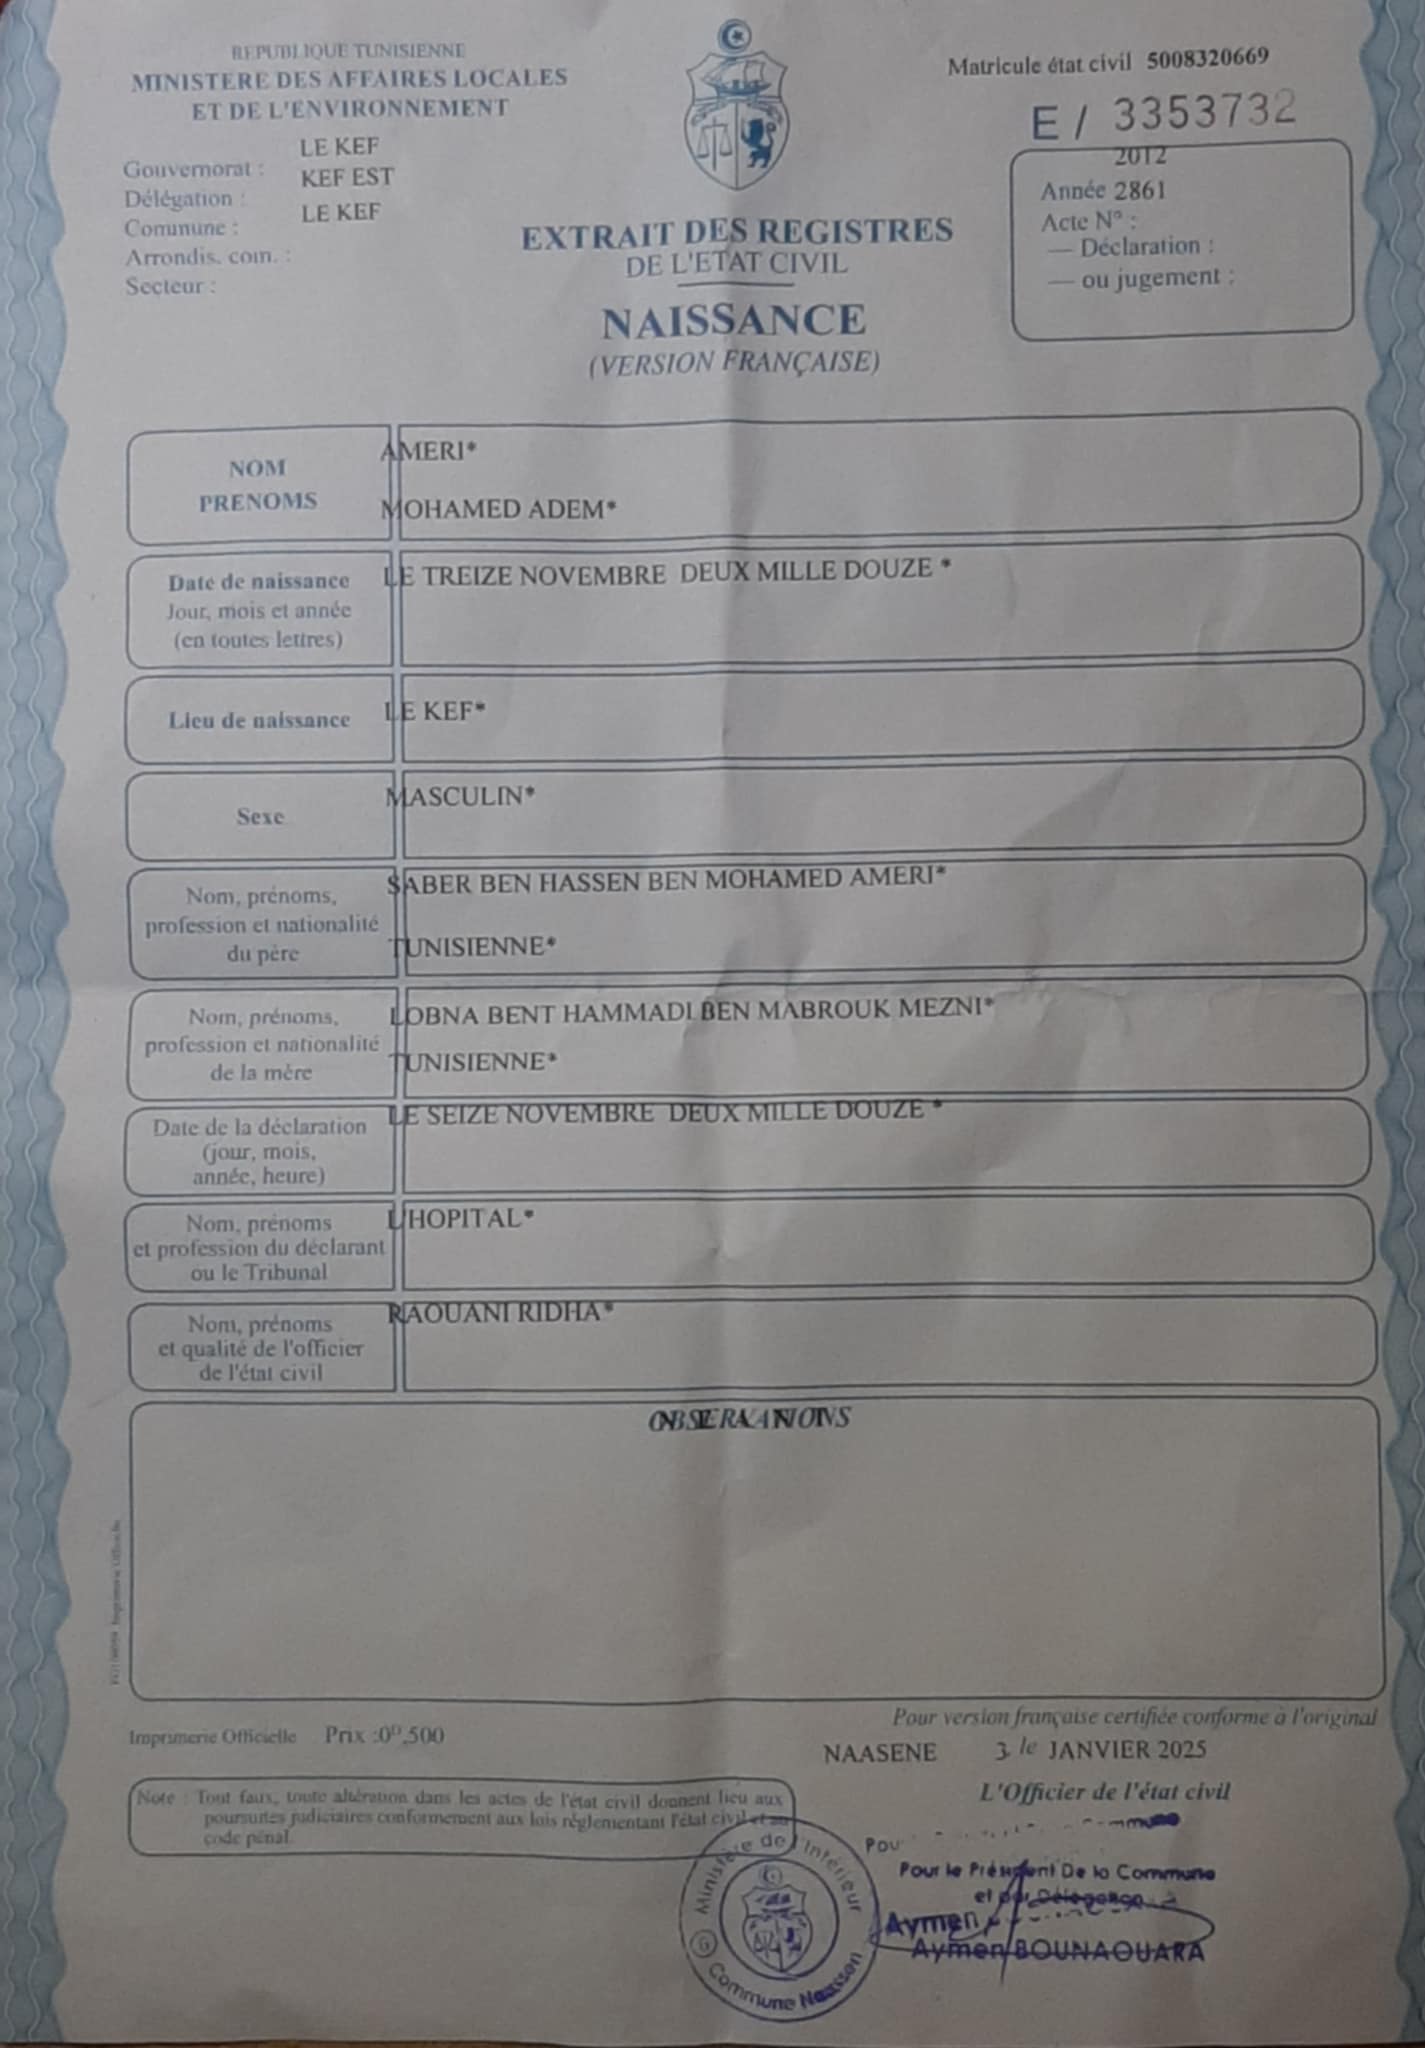 REPUBLIQUE TUNISIENNE
MINISTERE DES AFFAIRES LOCALES
ET DE L'ENVIRONNEMENT
Matricule état civil 5008320669
E / 3353732
LE KEF
Gouvernorat :
KEF EST
Délégation :
LE KEF
Commune :
Arrondis. com. :
Secteur :
2012
Année 2861
Acte N° :
— Déclaration :
— ou jugement :
EXTRAIT DES REGISTRES
DE L'ETAT CIVIL
NAISSANCE
(VERSION FRANÇAISE)
NOM
PRENOMS
AMERI*
MOHAMED ADEM*
Date de naissance
Jour, mois et année
(en toutes lettres)
LE TREIZE NOVEMBRE DEUX MILLE DOUZE *
Lieu de naissance
LE KEF*
Sexe
MASCULIN*
Nom, prénoms,
profession et nationalité
du père
SABER BEN HASSEN BEN MOHAMED AMERI*
TUNISIENNE*
Nom, prénoms,
profession et nationalité
de la mère
LOBNA BENT HAMMADI BEN MABROUK MEZNI*
TUNISIENNE*
Date de la déclaration
(jour, mois,
année, heure)
LE SEIZE NOVEMBRE DEUX MILLE DOUZE *
Nom, prénoms
et profession du déclarant
ou le Tribunal
L'HOPITAL*
Nom, prénoms
et qualité de l'officier
de l'état civil
RAOUANI RIDHA*
OBSERVATIONS
Imprimerie Officielle Prix :0ᴰ,500
Pour version française certifiée conforme à l'original
NAASENE 3 le JANVIER 2025
L'Officier de l'état civil
Note : Tout faux, toute altération dans les actes de l'état civil donnent lieu aux
poursuites judiciaires conformement aux lois réglementant l'état civil et au
code pénal.
Ministère de l'Intérieur
Commune Naassen
Pour le Président De la Commune
et par Délégation
Aymen
Aymen BOUNAOUARA